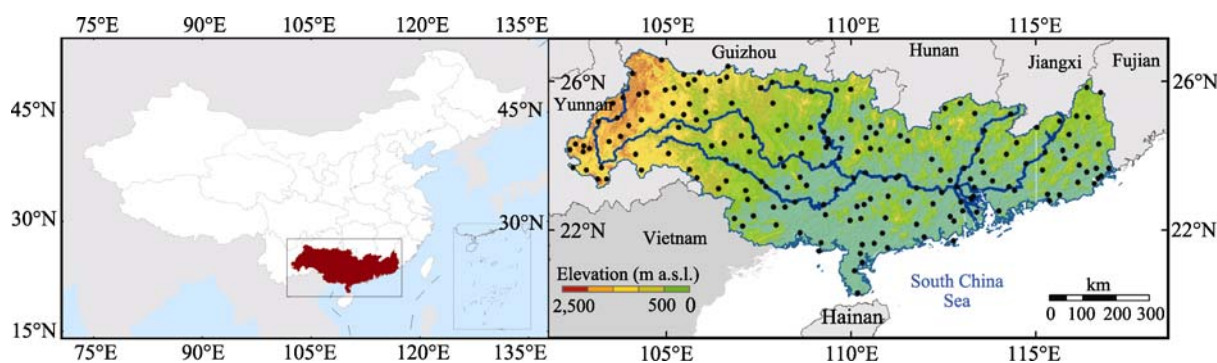 75°E 90°E 105°E 120°E 135°E
105°E 110°E 115°E
45°N 45°N
30°N 30°N
15°N 15°N
75°E 90°E 105°E 120°E 135°E
Guizhou Hunan Jiangxi Fujian
26°N 26°N
Yunnan
22°N 22°N
Vietnam
Elevation (m a.s.l.)
2,500 500 0
South China
Sea
Hainan
km
0 100 200 300
105°E 110°E 115°E